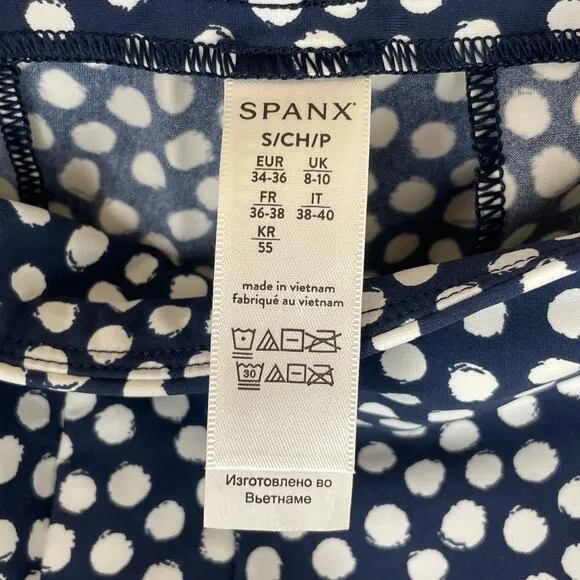 SPANX
S/CH/P
EUR UK
34-36 8-10
FR IT
36-38 38-40
KR
55
made in vietnam
fabriqué au vietnam
30
Изготовлено во
Вьетнаме